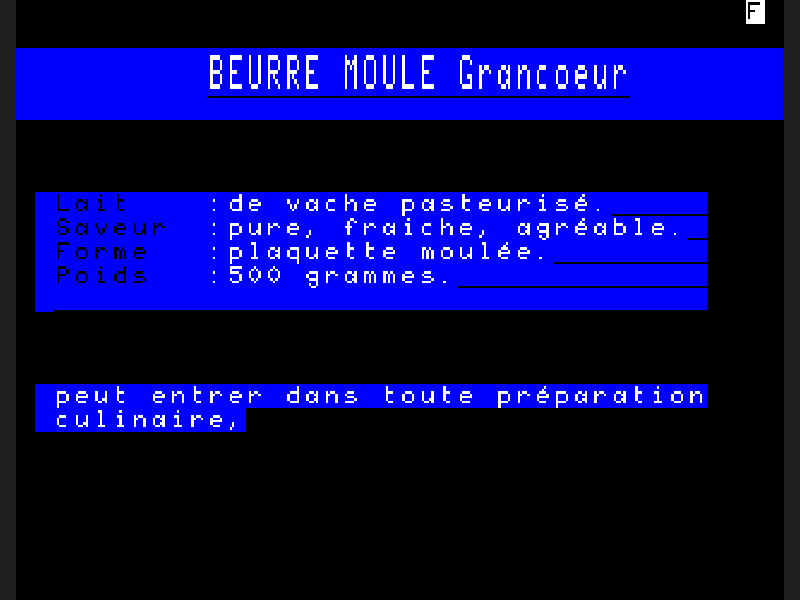 F
BEURRE MOULE Grancoeur
Lait :de vache pasteurisé.
Saveur :pure, fraiche, agréable.
Forme :plaquette moulée.
Poids :500 grammes.
peut entrer dans toute préparation
culinaire,